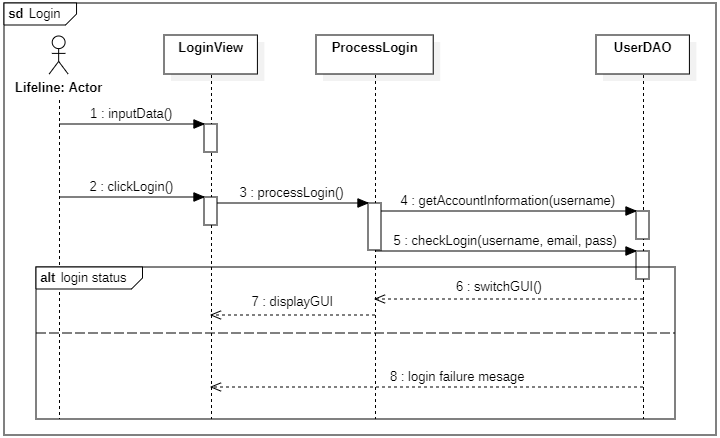 sd Login
LoginView
ProcessLogin
UserDAO
Lifeline: Actor
1 : inputData()
2 : clickLogin()
3 : processLogin()
4 : getAccountInformation(username)
5 : checkLogin(username, email, pass)
alt login status
6 : switchGUI()
7 : displayGUI
8 : login failure mesage